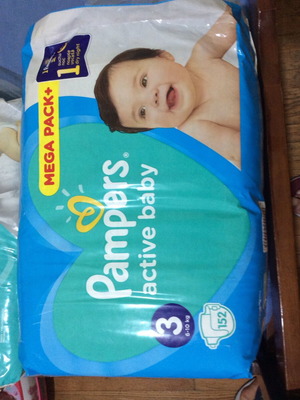 MEGA PACK+
1
Pampers®
active baby
3
6-10 kg
152